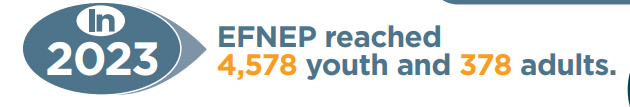 In
2023
EFNEP reached
4,578 youth and 378 adults.